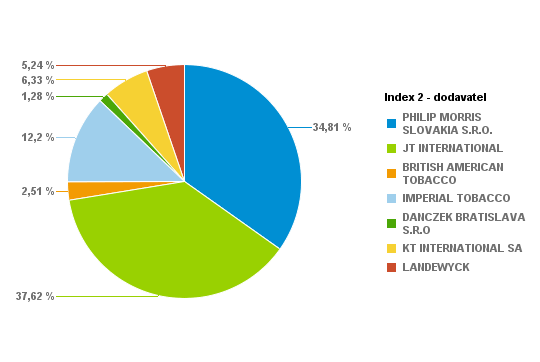 5,24 %
6,33 %
1,28 %
12,2 %
2,51 %
37,62 %
34,81 %
Index 2 - dodavatel
PHILIP MORRIS
SLOVAKIA S.R.O.
JT INTERNATIONAL
BRITISH AMERICAN
TOBACCO
IMPERIAL TOBACCO
DANCZEK BRATISLAVA
S.R.O
KT INTERNATIONAL SA
LANDEWYCK